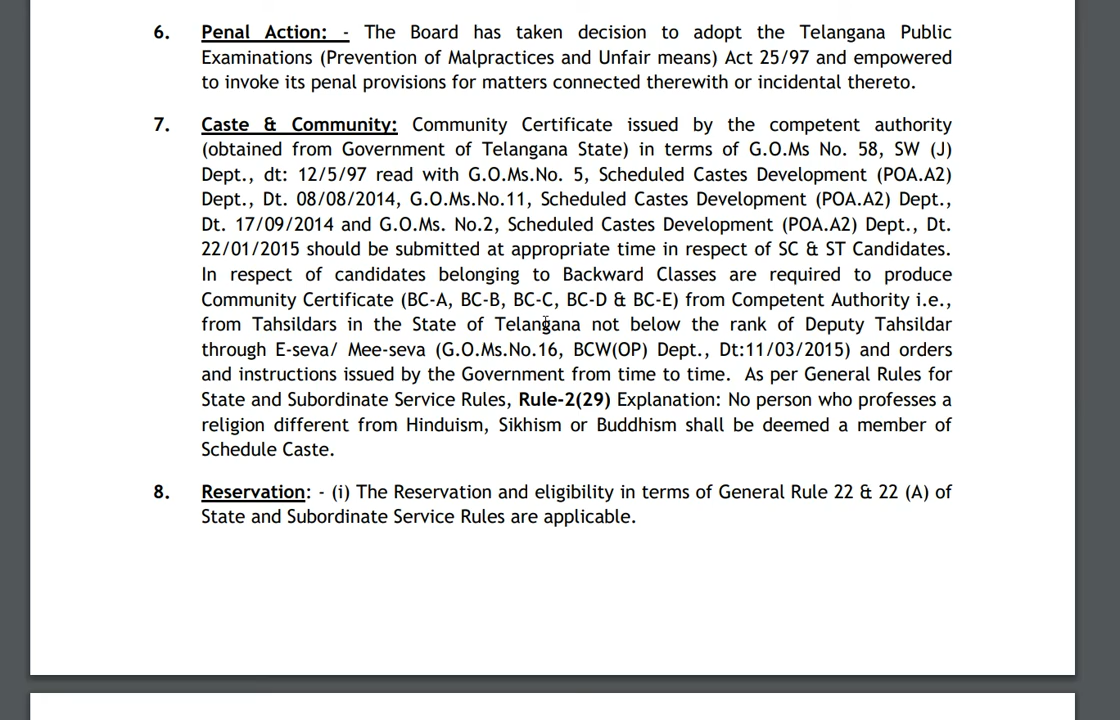 6. Penal Action: - The Board has taken decision to adopt the Telangana Public
Examinations (Prevention of Malpractices and Unfair means) Act 25/97 and empowered
to invoke its penal provisions for matters connected therewith or incidental thereto.
7. Caste & Community: Community Certificate issued by the competent authority
(obtained from Government of Telangana State) in terms of G.O.Ms No. 58, SW (J)
Dept., dt: 12/5/97 read with G.O.Ms.No. 5, Scheduled Castes Development (POA.A2)
Dept., Dt. 08/08/2014, G.O.Ms.No.11, Scheduled Castes Development (POA.A2) Dept.,
Dt. 17/09/2014 and G.O.Ms. No.2, Scheduled Castes Development (POA.A2) Dept., Dt.
22/01/2015 should be submitted at appropriate time in respect of SC & ST Candidates.
In respect of candidates belonging to Backward Classes are required to produce
Community Certificate (BC-A, BC-B, BC-C, BC-D & BC-E) from Competent Authority i.e.,
from Tahsildars in the State of Telangana not below the rank of Deputy Tahsildar
through E-seva/ Mee-seva (G.O.Ms.No.16, BCW(OP) Dept., Dt:11/03/2015) and orders
and instructions issued by the Government from time to time. As per General Rules for
State and Subordinate Service Rules, Rule-2(29) Explanation: No person who professes a
religion different from Hinduism, Sikhism or Buddhism shall be deemed a member of
Schedule Caste.
8. Reservation: - (i) The Reservation and eligibility in terms of General Rule 22 & 22 (A) of
State and Subordinate Service Rules are applicable.